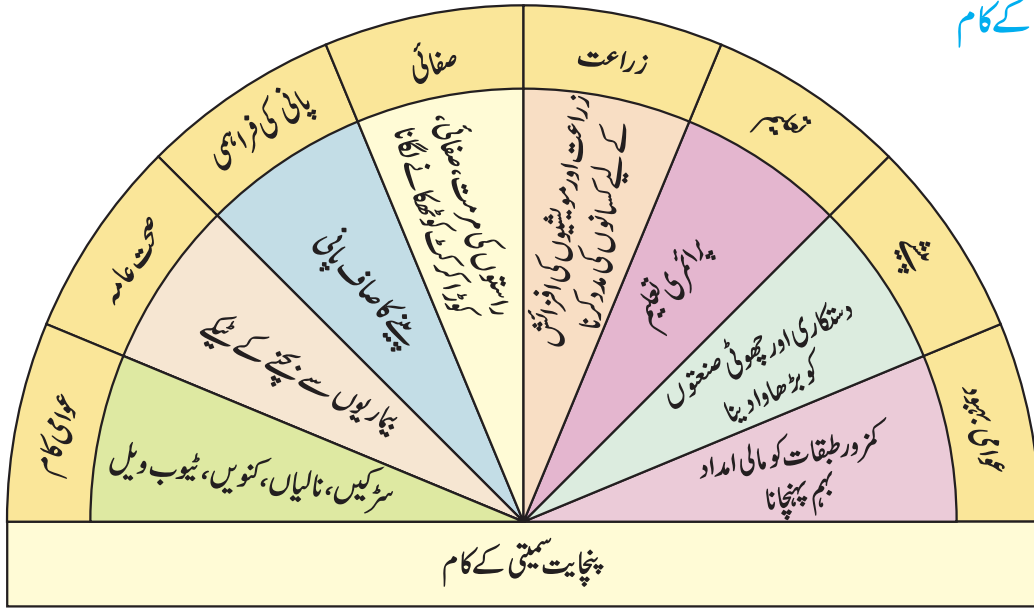 کے کام
عوامی کام
صحت عامہ
پانی کی فراہمی
صفائی
زراعت
تعلیم
پیشے
عوامی بہبود
سڑکیں، نالیاں، کنویں، ٹیوب ویل
بیماریوں سے بچنے کے ٹیکے
پینے کا صاف پانی
راستوں کی مرمت، صفائی،
کوڑا کرکٹ کو ٹھکانے لگانا
زراعت اور مویشیوں کی افزائش
کے لیے کسانوں کی مدد کرنا
پرائمری تعلیم
دستکاری اور چھوٹی صنعتوں
کو بڑھاوا دینا
کمزور طبقات کو مالی امداد
بہم پہنچانا
پنچایت سمیتی کے کام